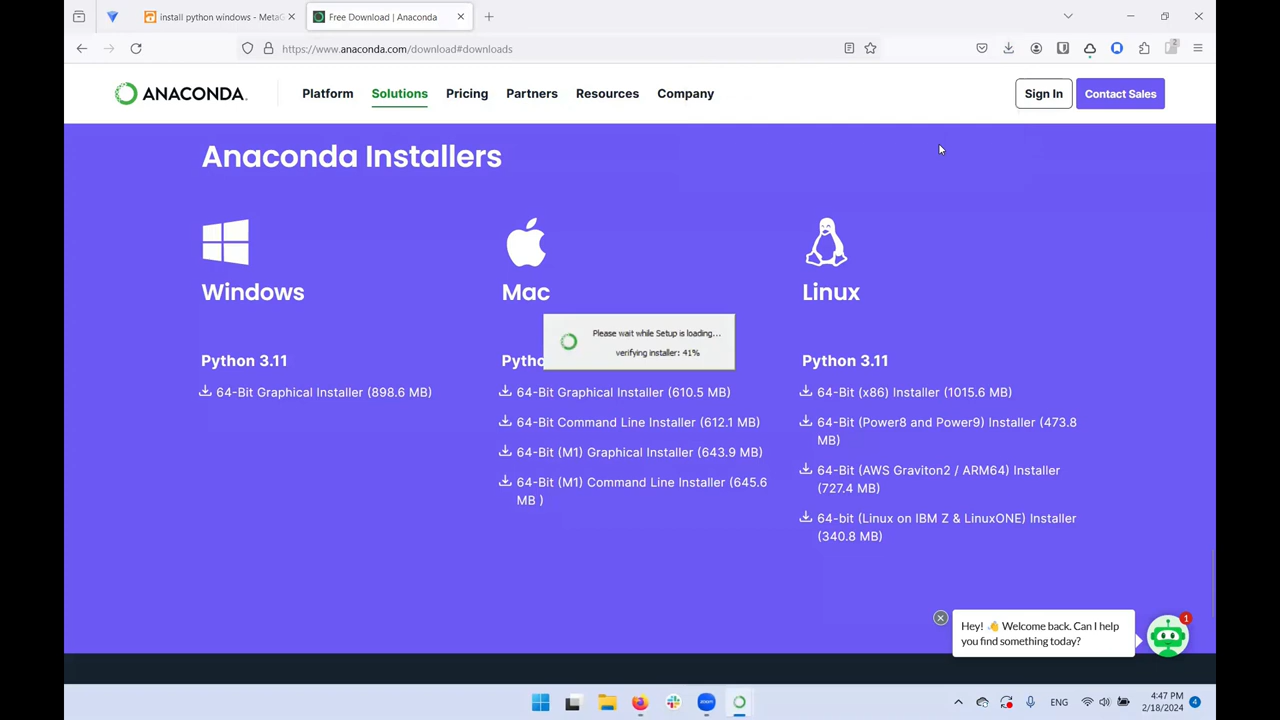 install python windows - MetaG
Free Download | Anaconda
https://www.anaconda.com/download#downloads
2
ANACONDA.
Platform
Solutions
Pricing
Partners
Resources
Company
Sign In
Contact Sales
Anaconda Installers
Windows
Mac
Linux
Please wait while Setup is loading...
verifying installer: 41%
Python 3.11
Pytho
Python 3.11
64-Bit Graphical Installer (898.6 MB)
64-Bit Graphical Installer (610.5 MB)
64-Bit (x86) Installer (1015.6 MB)
64-Bit Command Line Installer (612.1 MB)
64-Bit (Power8 and Power9) Installer (473.8
MB)
64-Bit (M1) Graphical Installer (643.9 MB)
64-Bit (AWS Graviton2 / ARM64) Installer
(727.4 MB)
64-Bit (M1) Command Line Installer (645.6
MB )
64-bit (Linux on IBM Z & LinuxONE) Installer
(340.8 MB)
Hey! 👋 Welcome back. Can I help
you find something today?
1
zoom
ENG
4:47 PM
2/18/2024
4